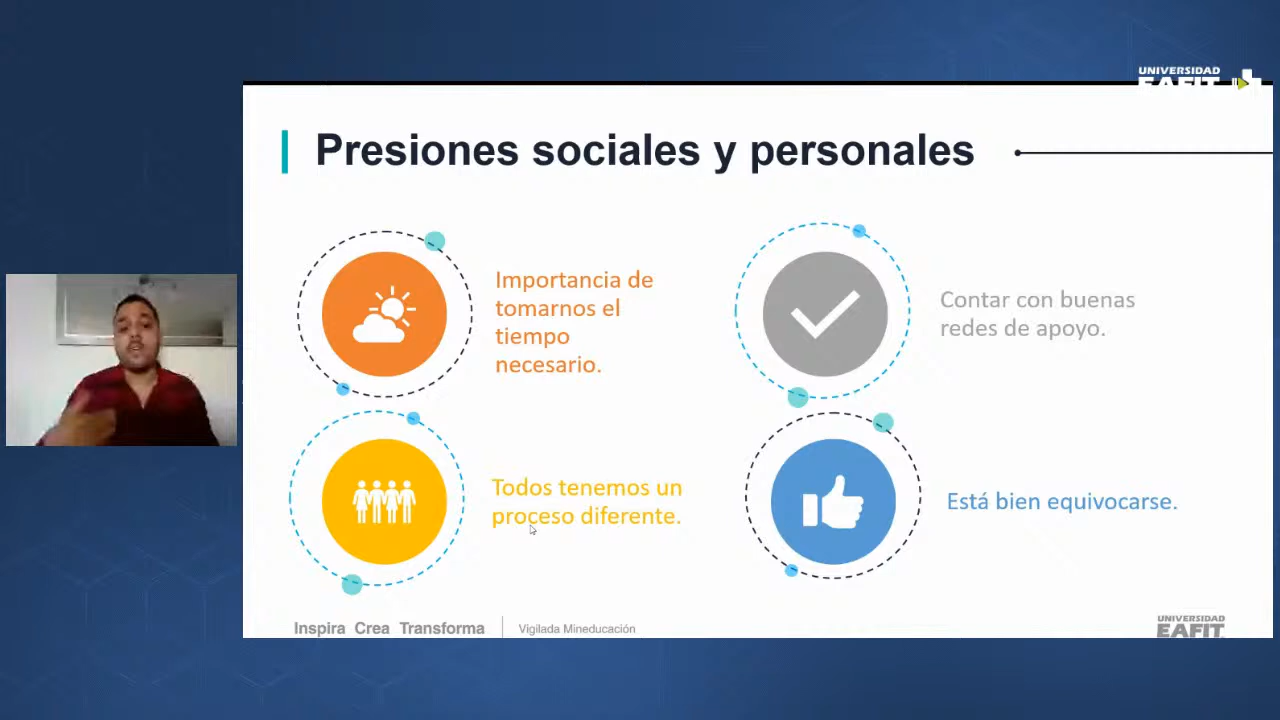 UNIVERSIDAD
EAFIT
Presiones sociales y personales
Importancia de
tomarnos el
tiempo
necesario.
Contar con buenas
redes de apoyo.
Todos tenemos un
proceso diferente.
Está bien equivocarse.
Inspira Crea Transforma
Vigilada Mineducación
UNIVERSIDAD
EAFIT